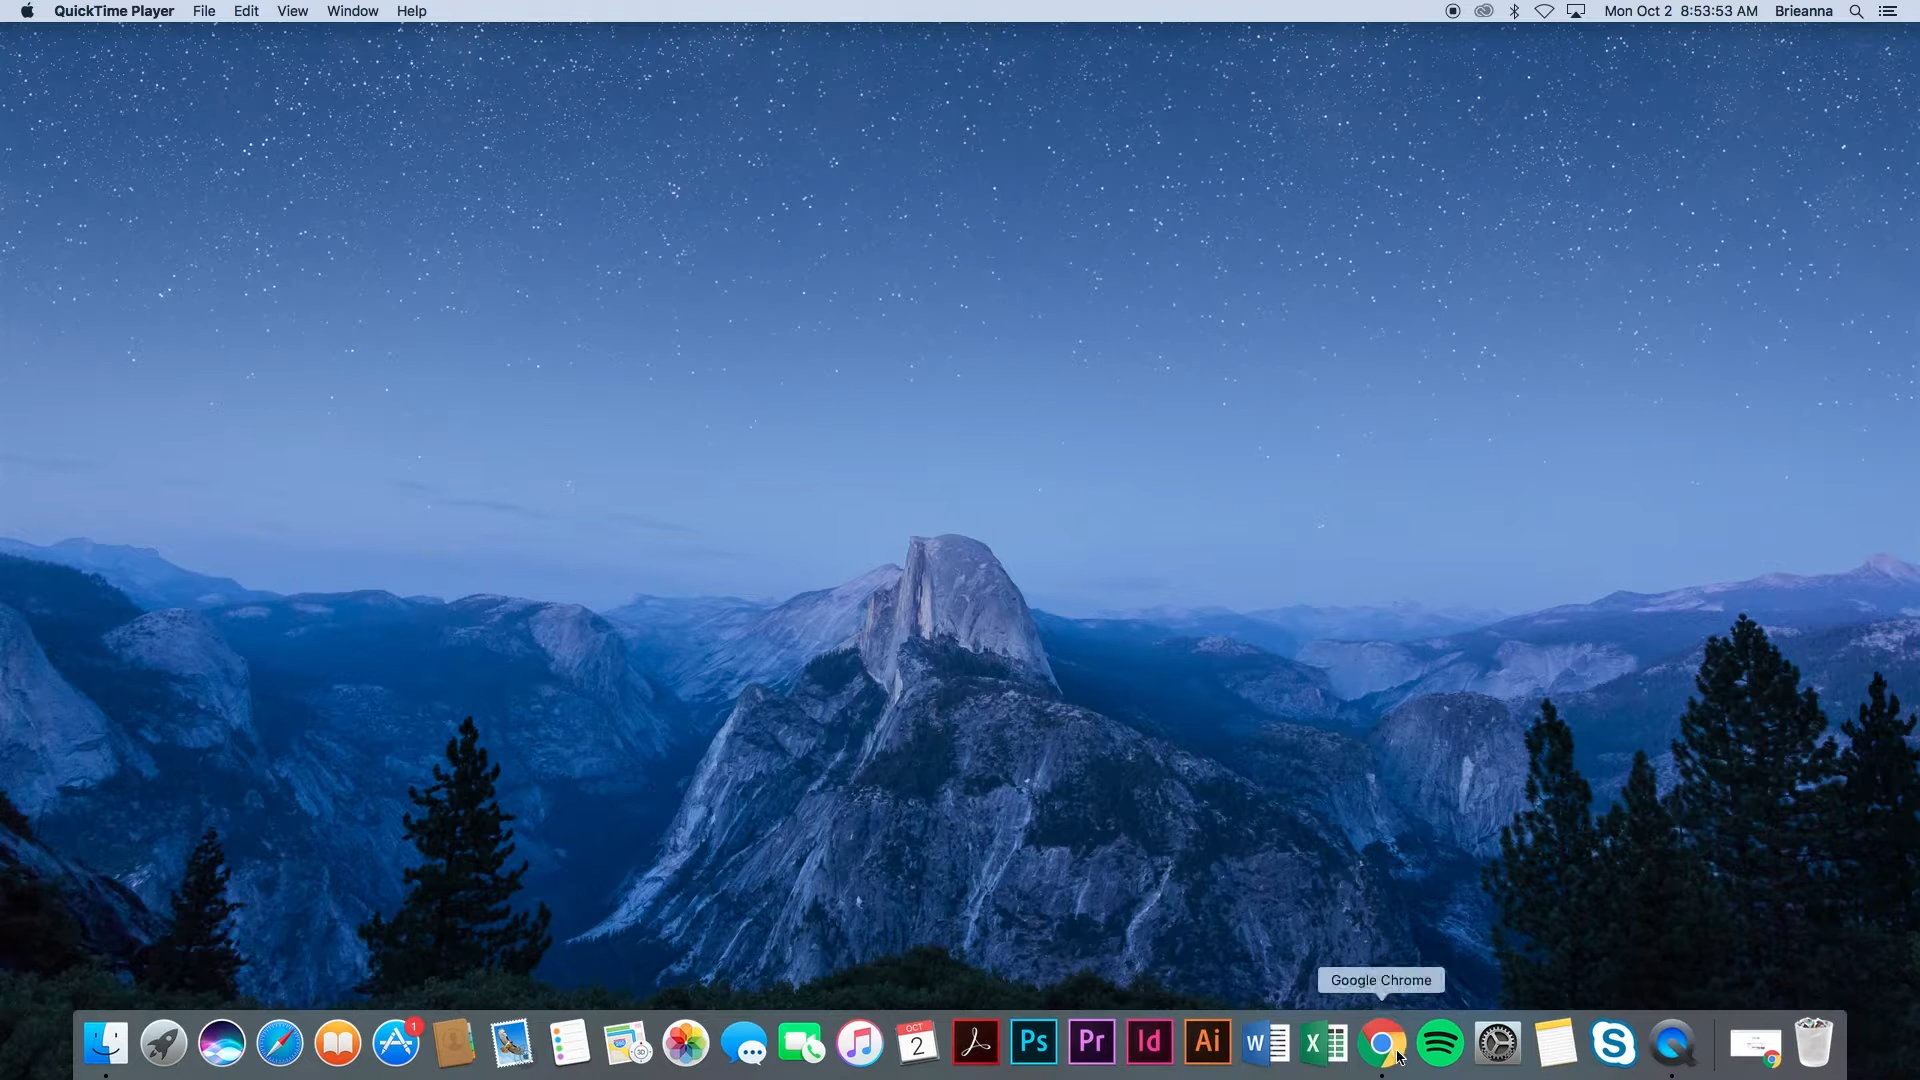 QuickTime Player File Edit View Window Help Mon Oct 2 8:53:53 AM Brieanna
Google Chrome
1
OCT
2
Ps
Pr
Id
Ai
W
X
S